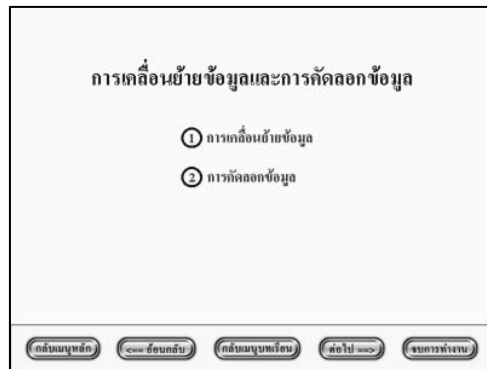 การเคลื่อนย้ายข้อมูลและการคัดลอกข้อมูล
1 การเคลื่อนย้ายข้อมูล
2 การคัดลอกข้อมูล
กลับเมนูหลัก <== ย้อนกลับ กลับเมนูบทเรียน ต่อไป ==> จบการทำงาน